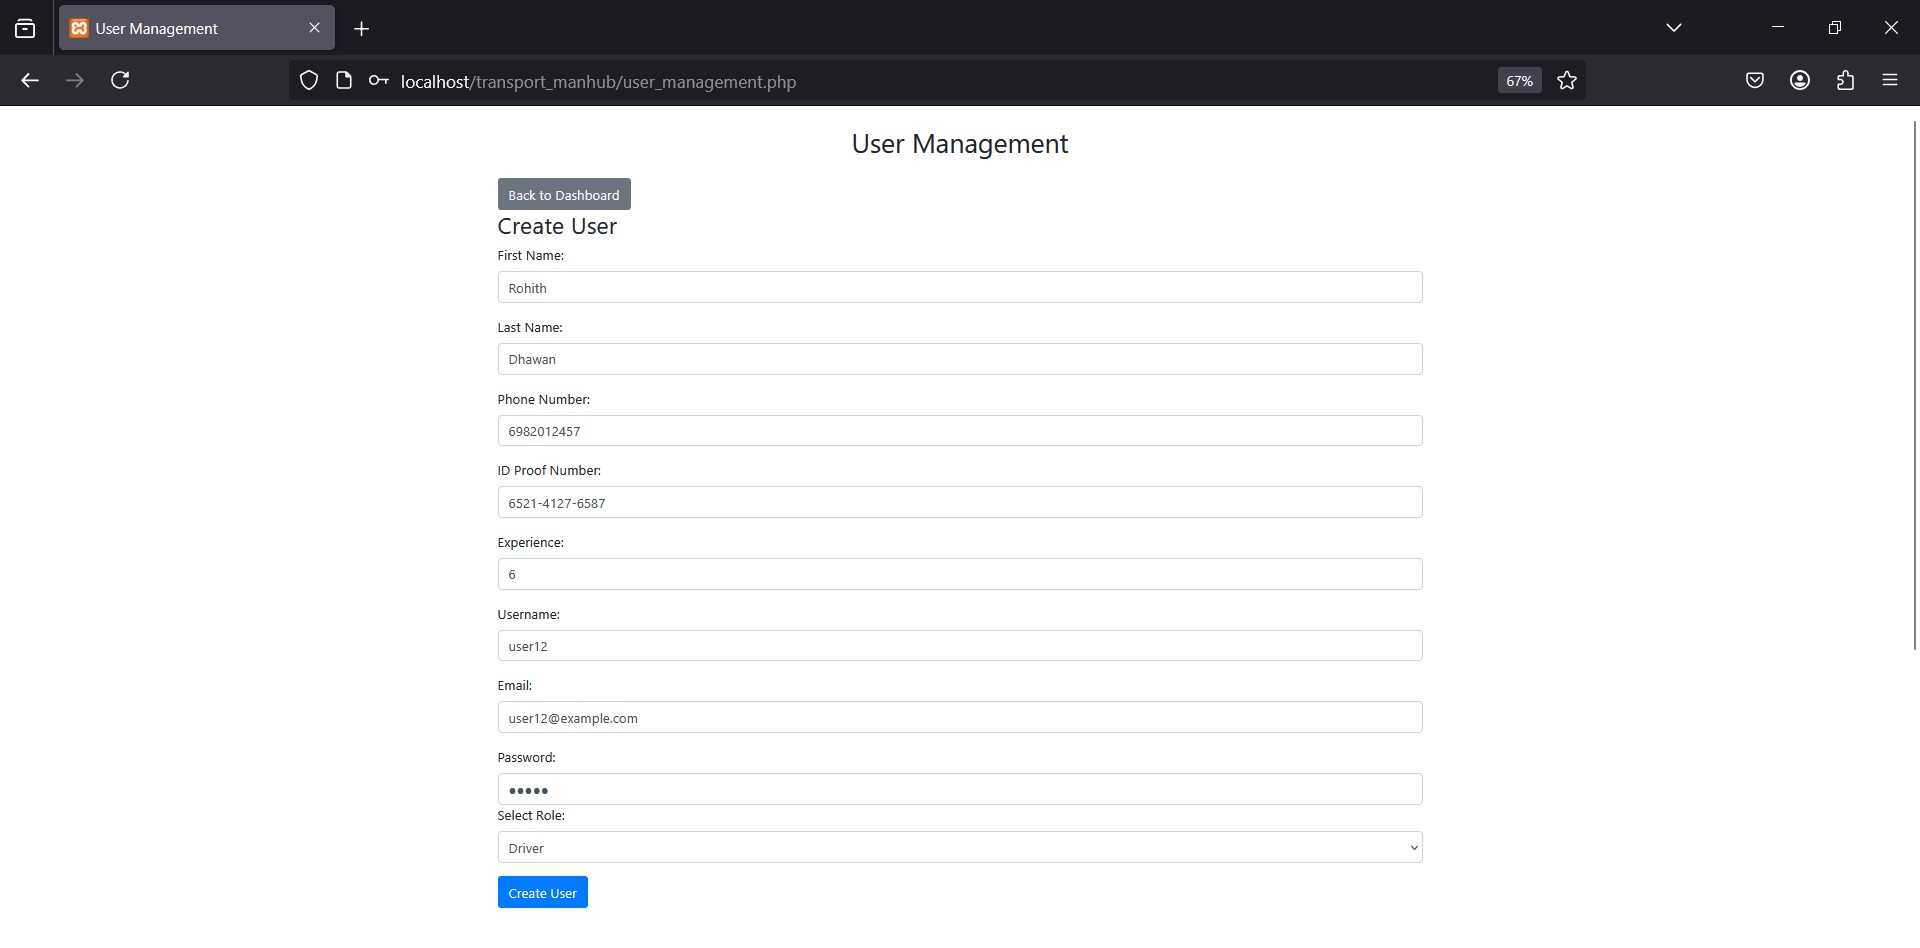 User Management
localhost/transport_manhub/user_management.php
67%
User Management
Back to Dashboard
Create User
First Name:
Rohith
Last Name:
Dhawan
Phone Number:
6982012457
ID Proof Number:
6521-4127-6587
Experience:
6
Username:
user12
Email:
user12@example.com
Password:
●●●●●
Select Role:
Driver
Create User